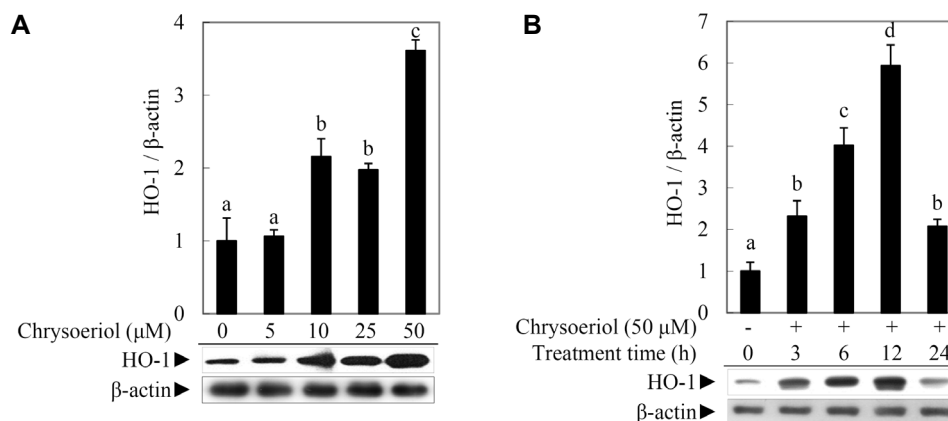 A
HO-1 / β-actin
4
3
2
1
0
a
a
b
b
c
Chrysoeriol (μM)
0 5 10 25 50
HO-1►
β-actin►
B
HO-1 / β-actin
7
6
5
4
3
2
1
0
a
b
c
d
b
Chrysoeriol (50 μM) - + + + +
Treatment time (h) 0 3 6 12 24
HO-1►
β-actin►